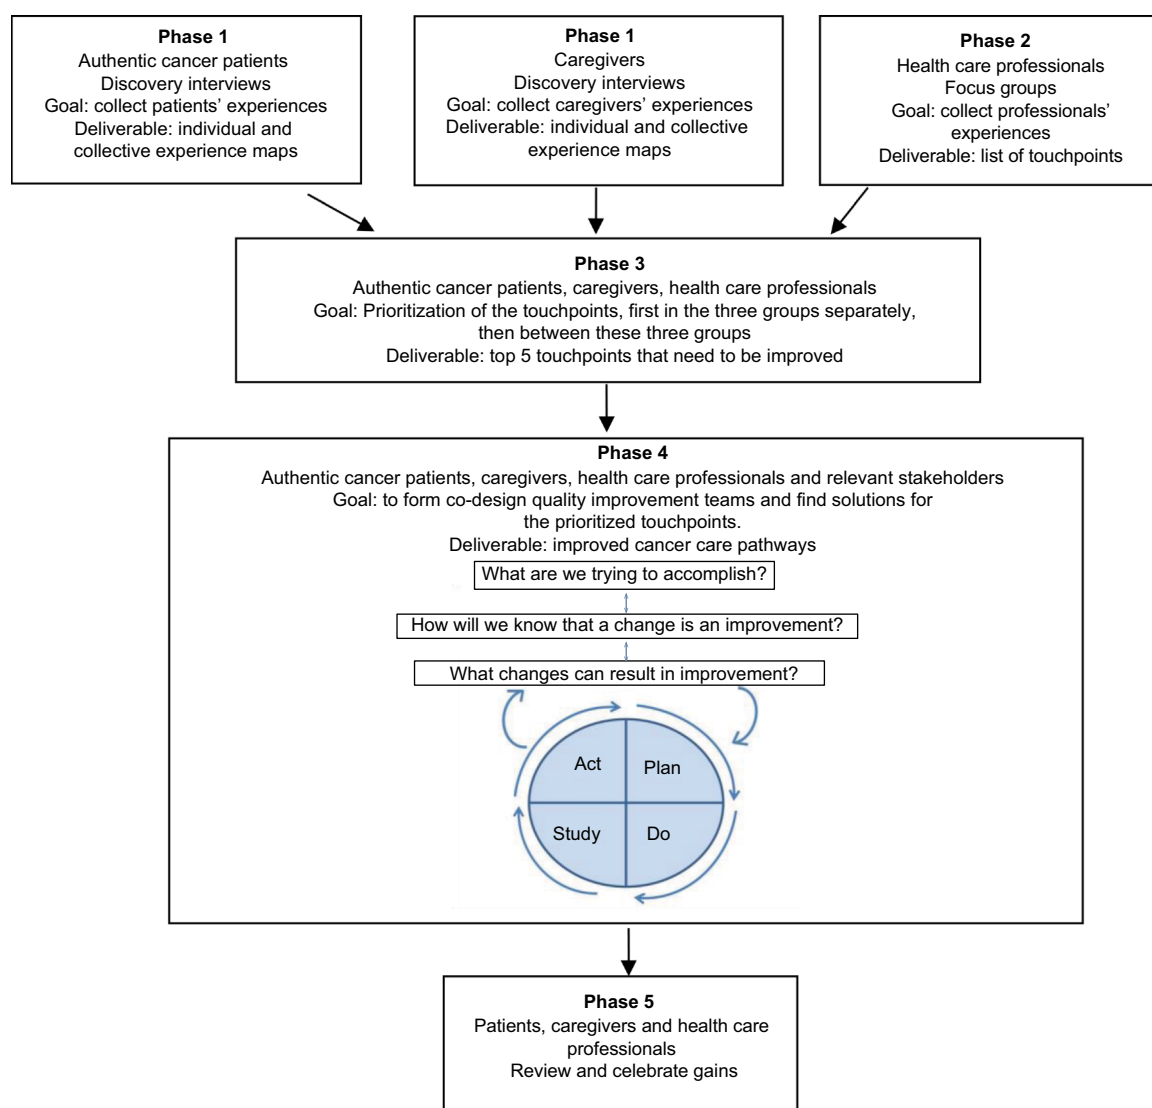 Phase 1
Authentic cancer patients
Discovery interviews
Goal: collect patients’ experiences
Deliverable: individual and
collective experience maps
Phase 1
Caregivers
Discovery interviews
Goal: collect caregivers’ experiences
Deliverable: individual and collective
experience maps
Phase 2
Health care professionals
Focus groups
Goal: collect professionals’
experiences
Deliverable: list of touchpoints
Phase 3
Authentic cancer patients, caregivers, health care professionals
Goal: Prioritization of the touchpoints, first in the three groups separately,
then between these three groups
Deliverable: top 5 touchpoints that need to be improved
Phase 4
Authentic cancer patients, caregivers, health care professionals and relevant stakeholders
Goal: to form co-design quality improvement teams and find solutions for
the prioritized touchpoints.
Deliverable: improved cancer care pathways
What are we trying to accomplish?
How will we know that a change is an improvement?
What changes can result in improvement?
Act
Plan
Study
Do
Phase 5
Patients, caregivers and health care
professionals
Review and celebrate gains